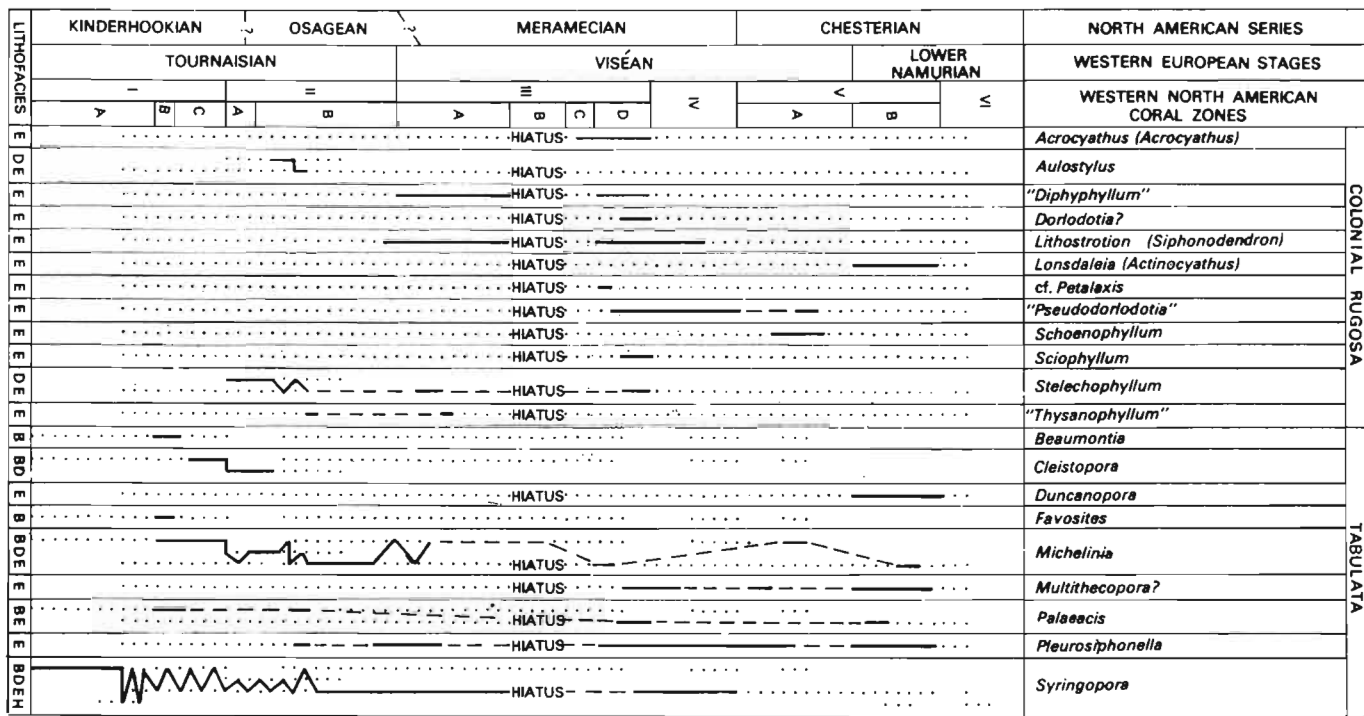 LITHOFACIES
KINDERHOOKIAN ? OSAGEAN ? MERAMECIAN CHESTERIAN NORTH AMERICAN SERIES
TOURNAISIAN VISÉAN LOWER NAMURIAN WESTERN EUROPEAN STAGES
I II III IV V VI WESTERN NORTH AMERICAN CORAL ZONES
A B C A B A B C D A B
COLONIAL RUGOSA
E HIATUS Acrocyathus (Acrocyathus)
DE HIATUS Aulostylus
E HIATUS "Diphyphyllum"
E HIATUS Dorlodotia?
E HIATUS Lithostrotion (Siphonodendron)
E HIATUS Lonsdaleia (Actinocyathus)
E HIATUS cf. Petalaxis
E HIATUS "Pseudodorlodotia"
E HIATUS Schoenophyllum
E HIATUS Sciophyllum
DE HIATUS Stelechophyllum
E HIATUS "Thysanophyllum"
TABULATA
B Beaumontia
BD Cleistopora
E HIATUS Duncanopora
B Favosites
BDE HIATUS Michelinia
E HIATUS Multithecopora?
BE HIATUS Palaeacis
E HIATUS Pleurosiphonella
BDEH HIATUS Syringopora